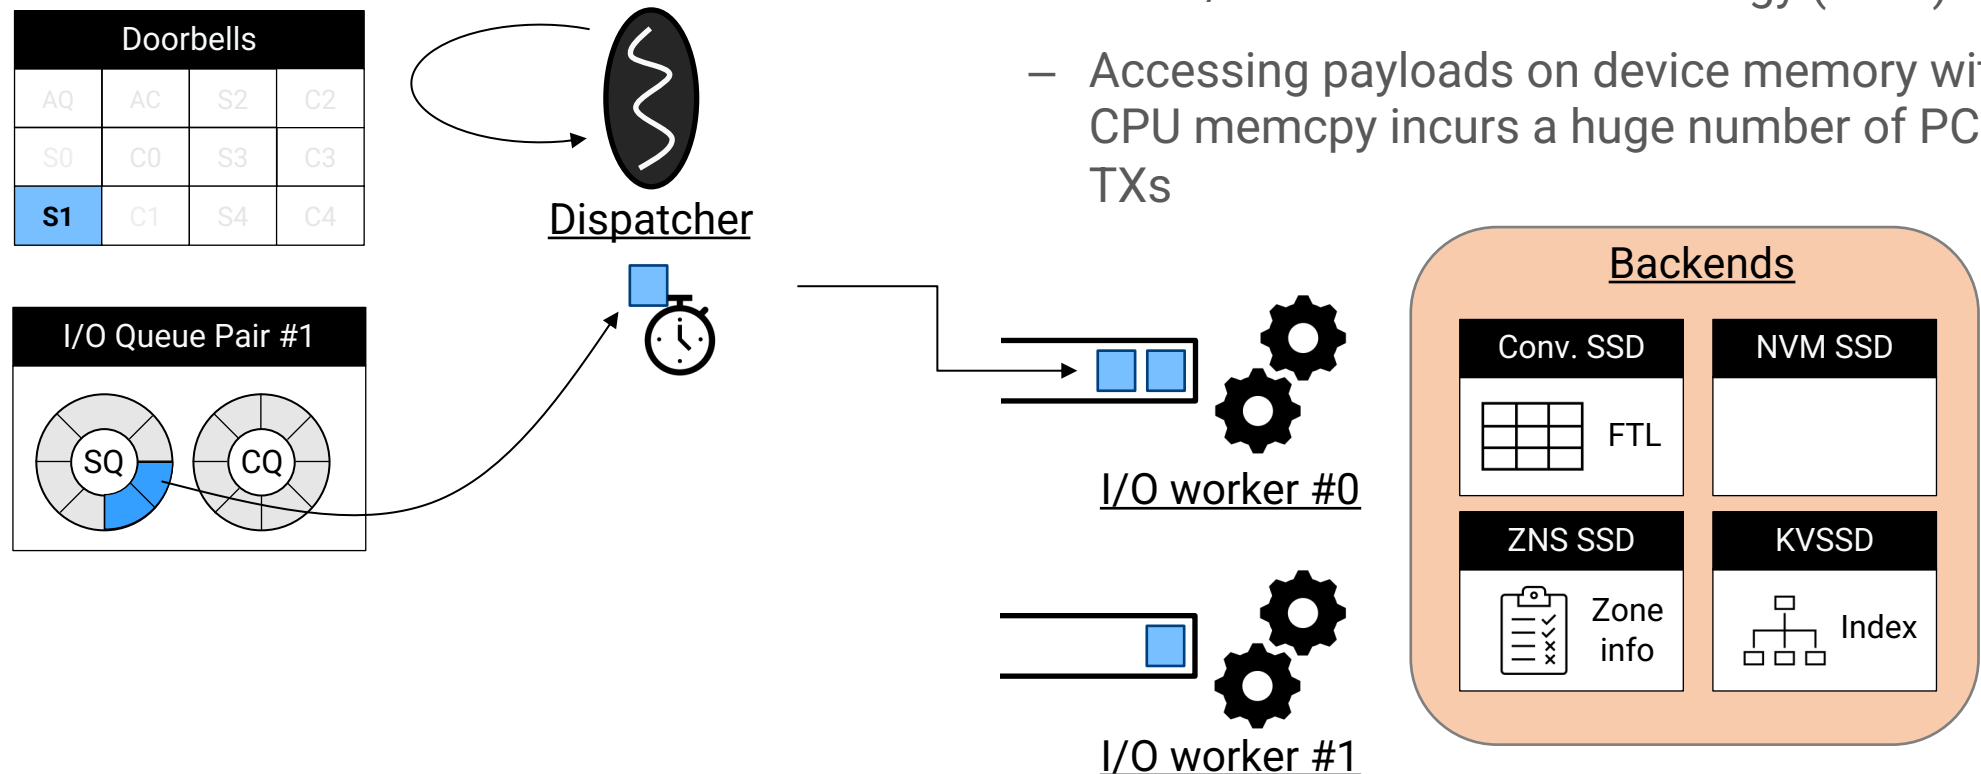 Doorbells
AQ AC S2 C2
S0 C0 S3 C3
S1 C1 S4 C4
Dispatcher
– Accessing payloads on device memory
CPU memcpy incurs a huge number of
TXs
I/O Queue Pair #1
SQ CQ
I/O worker #0
I/O worker #1
Backends
Conv. SSD
FTL
NVM SSD
ZNS SSD
Zone
info
KVSSD
Index